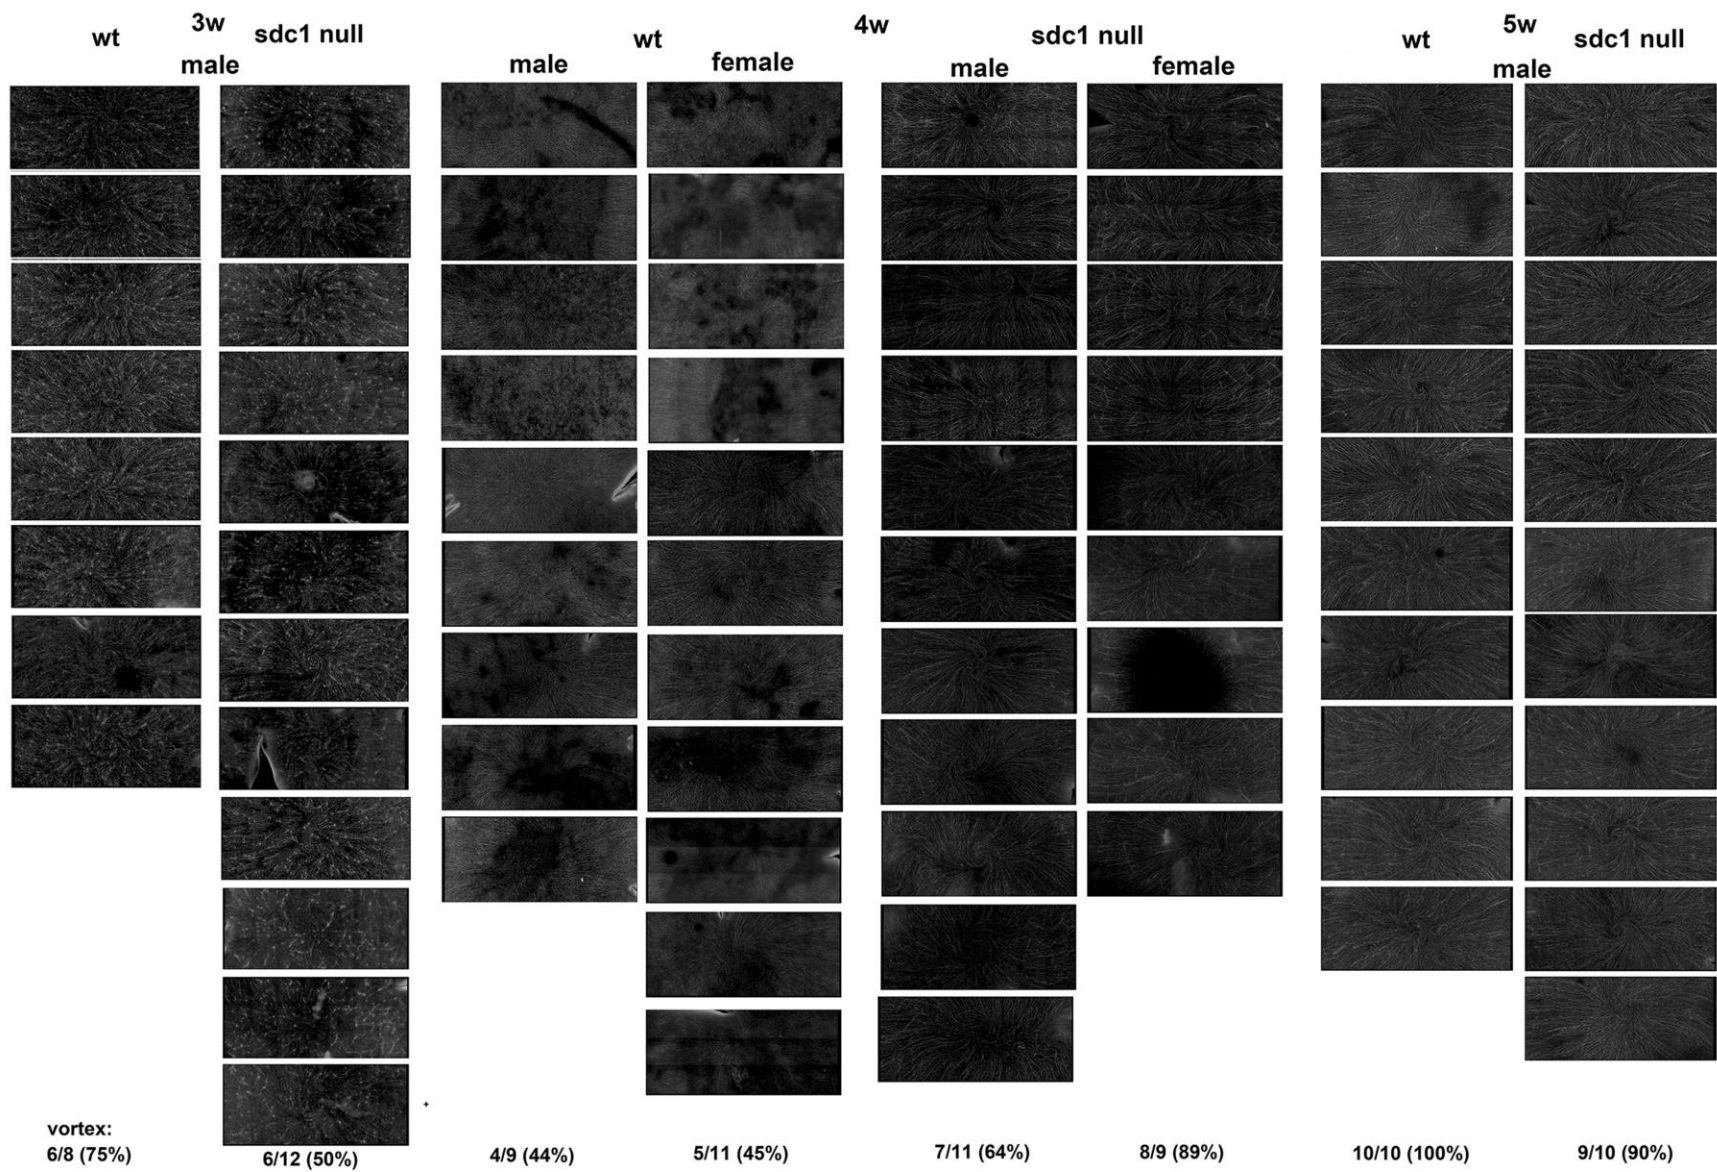 3w
wt sdc1 null
male
4w
wt sdc1 null
male female male female
5w
wt sdc1 null
male
vortex:
6/8 (75%) 6/12 (50%) 4/9 (44%) 5/11 (45%) 7/11 (64%) 8/9 (89%) 10/10 (100%) 9/10 (90%)